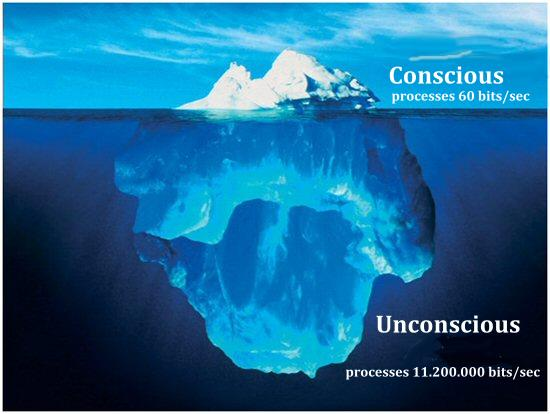 Conscious
processes 60 bits/sec
Unconscious
processes 11.200.000 bits/sec